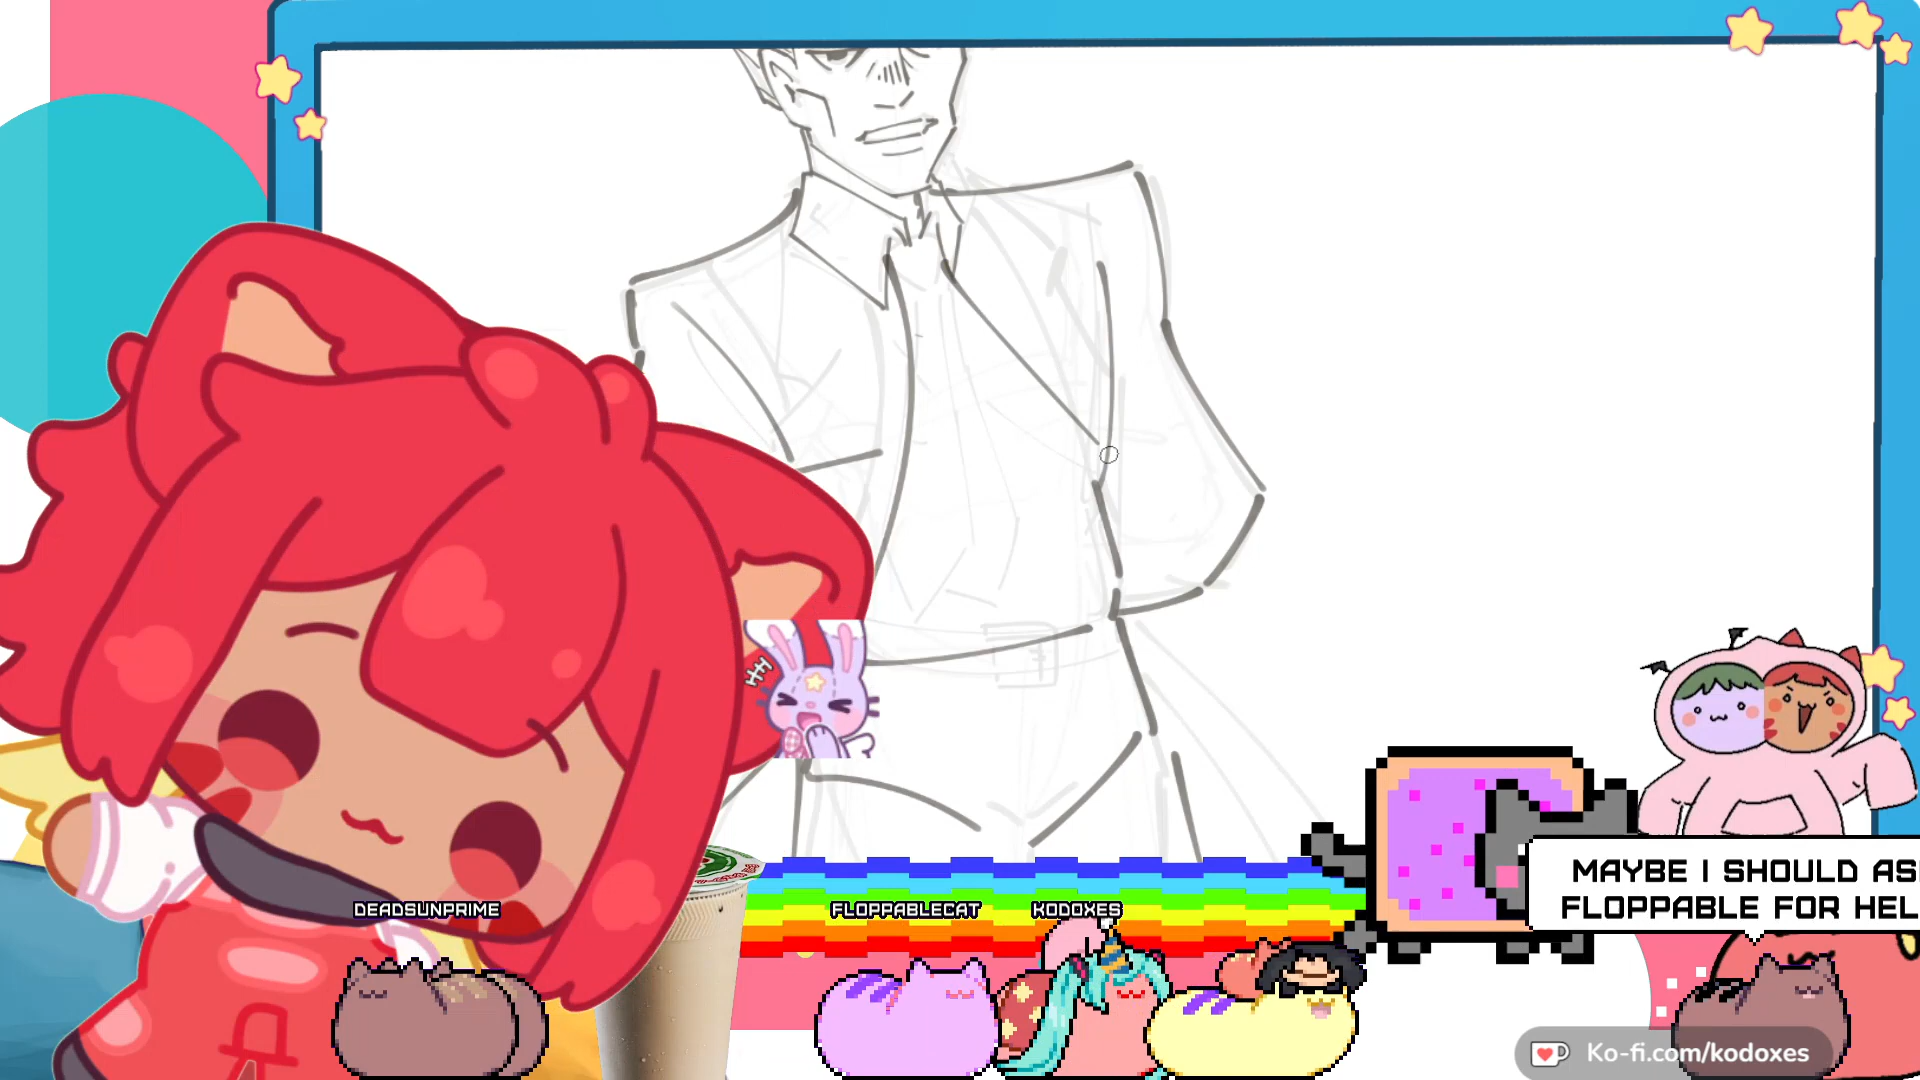 MAYBE I SHOULD AS
FLOPPABLE FOR HEL
DEADSUNPRIME
FLOPPABLECAT
KODOXES
Ko-fi.com/kodoxes